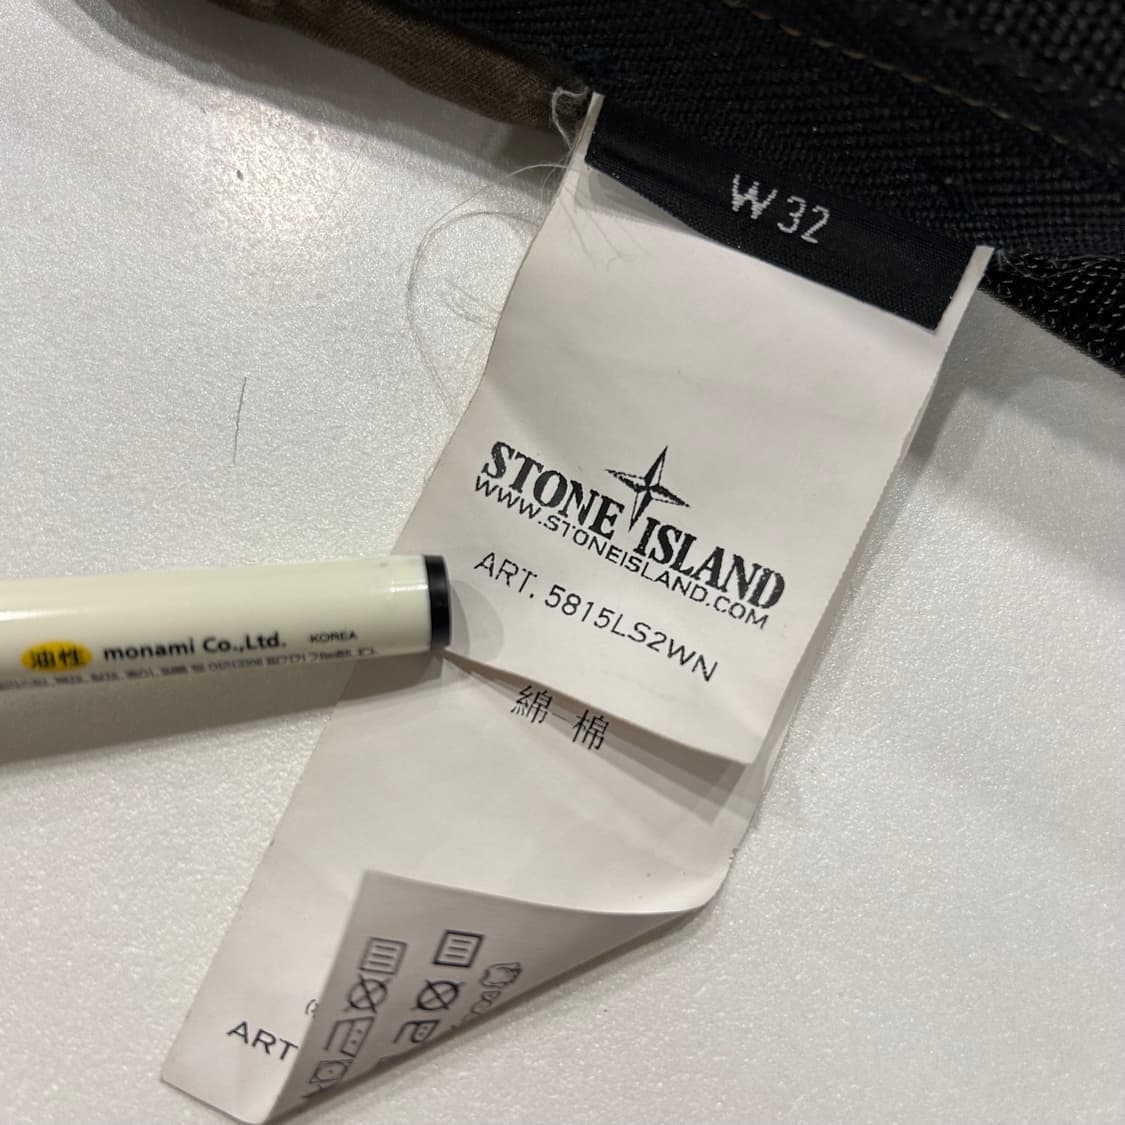 W 32
STONE ISLAND
WWW.STONEISLAND.COM
ART. 5815LS2WN
油性 monami Co.,Ltd. KOREA
綿-棉
ART